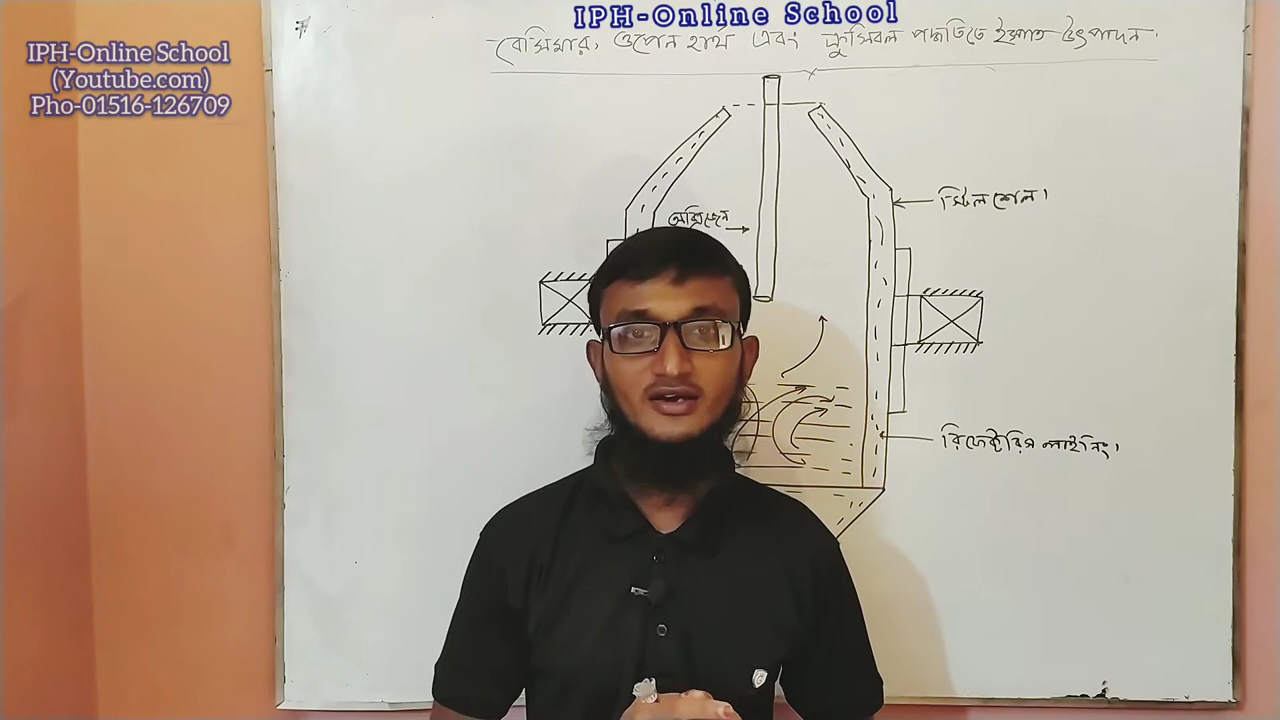 IPH-Online School
IPH-Online School
(Youtube.com)
Pho-01516-126709
বেসিমার, ওপেন হার্থ এবং ক্রুসিবল পদ্ধতিতে ইস্পাত উৎপাদন।
স্টিল শেল।
অক্সিজেন
রিফেক্টরিস লাইনিং।